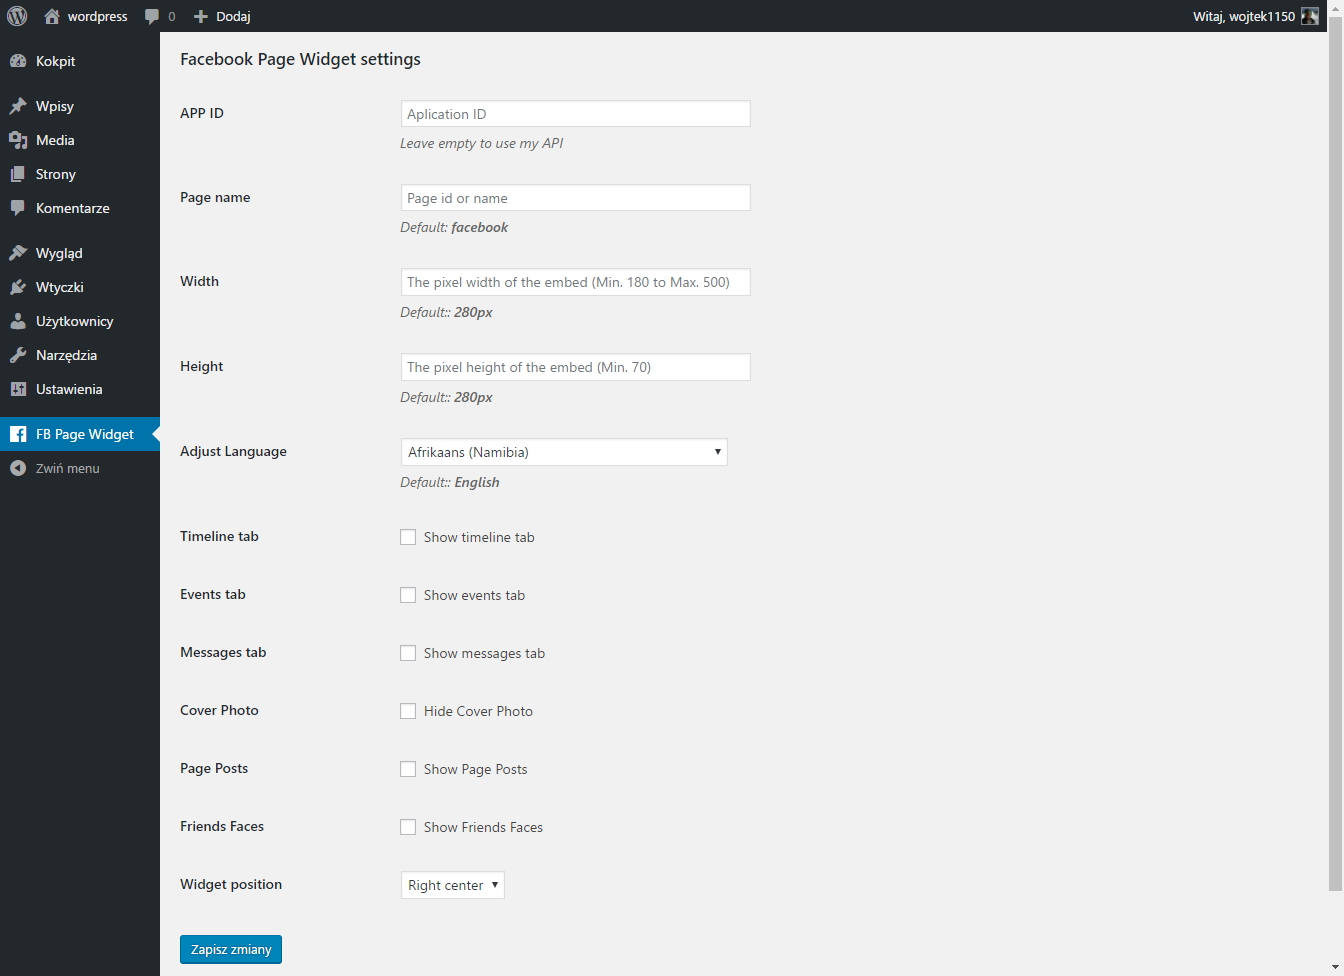 wordpress 0 Dodaj Witaj, wojtek1150
Kokpit
Wpisy
Media
Strony
Komentarze
Wygląd
Wtyczki
Użytkownicy
Narzędzia
Ustawienia
FB Page Widget
Zwiń menu
Facebook Page Widget settings
APP ID Aplication ID
Leave empty to use my API
Page name Page id or name
Default: facebook
Width The pixel width of the embed (Min. 180 to Max. 500)
Default:: 280px
Height The pixel height of the embed (Min. 70)
Default:: 280px
Adjust Language Afrikaans (Namibia)
Default:: English
Timeline tab Show timeline tab
Events tab Show events tab
Messages tab Show messages tab
Cover Photo Hide Cover Photo
Page Posts Show Page Posts
Friends Faces Show Friends Faces
Widget position Right center
Zapisz zmiany